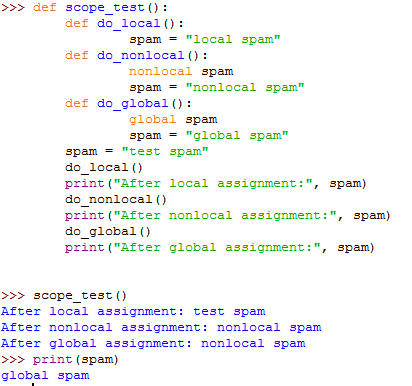 >>> def scope_test():
        def do_local():
                spam = "local spam"
        def do_nonlocal():
                nonlocal spam
                spam = "nonlocal spam"
        def do_global():
                global spam
                spam = "global spam"
        spam = "test spam"
        do_local()
        print("After local assignment:", spam)
        do_nonlocal()
        print("After nonlocal assignment:", spam)
        do_global()
        print("After global assignment:", spam)
>>> scope_test()
After local assignment: test spam
After nonlocal assignment: nonlocal spam
After global assignment: nonlocal spam
>>> print(spam)
global spam